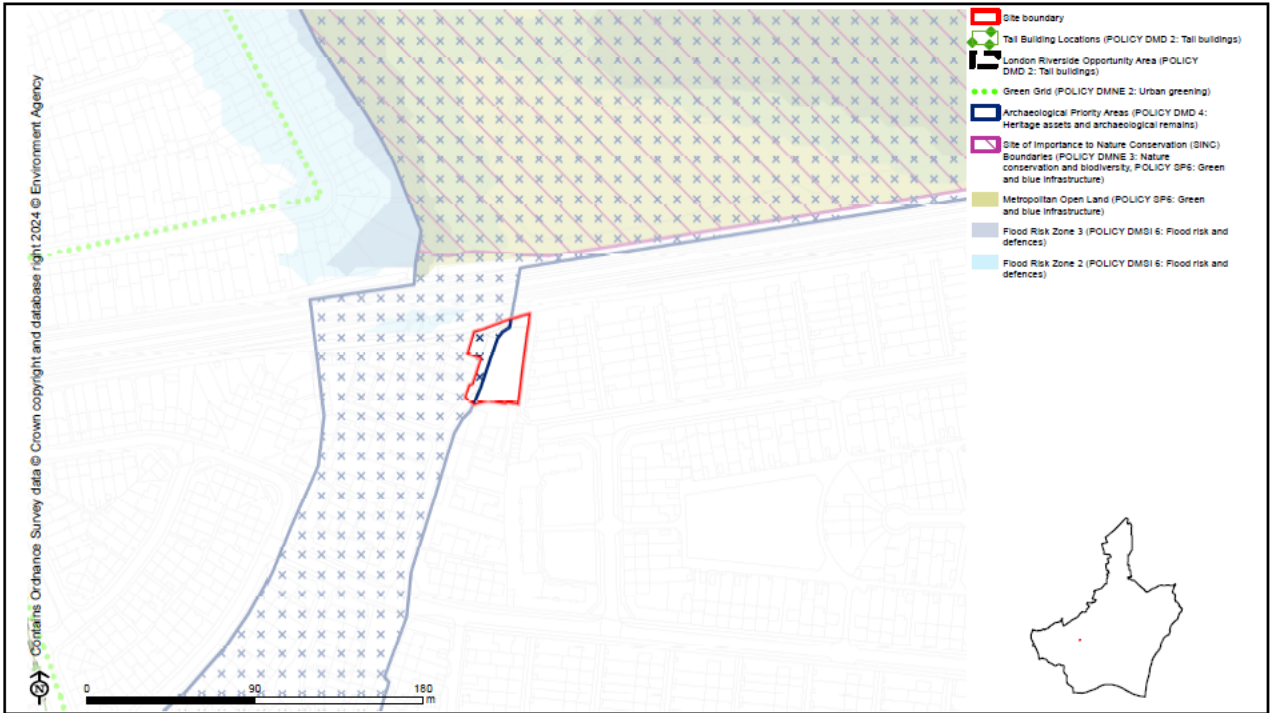 Site boundary
Tall Building Locations (POLICY DMD 2: Tall buildings)
London Riverside Opportunity Area (POLICY
DMD 2: Tall buildings)
Green Grid (POLICY DMNE 2: Urban greening)
Archaeological Priority Areas (POLICY DMD 4:
Heritage assets and archaeological remains)
Site of Importance to Nature Conservation (SINC)
Boundaries (POLICY DMNE 3: Nature
conservation and biodiversity, POLICY SP6: Green
and blue infrastructure)
Metropolitan Open Land (POLICY SP6: Green
and blue infrastructure)
Flood Risk Zone 3 (POLICY DMSI 6: Flood risk and
defences)
Flood Risk Zone 2 (POLICY DMSI 6: Flood risk and
defences)
Contains Ordnance Survey data © Crown copyright and database right 2024 © Environment Agency
N
0 90 180
m